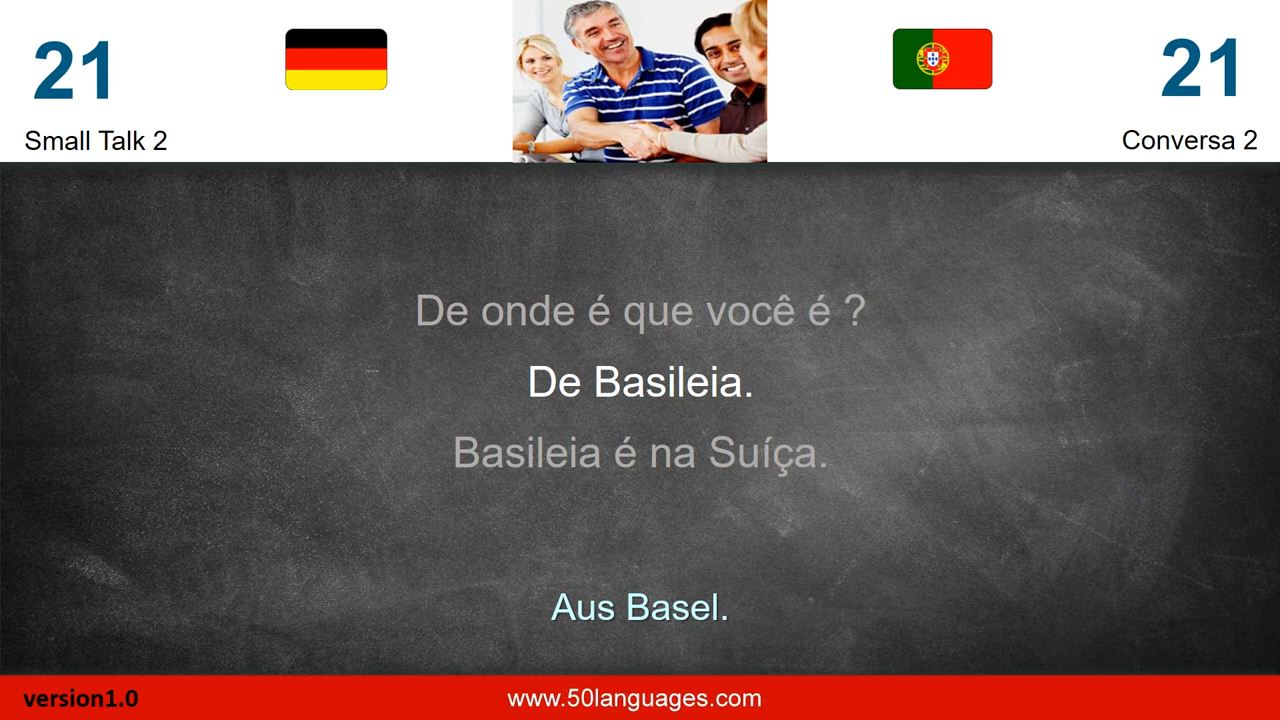 21
21
Small Talk 2
Conversa 2
De onde é que você é ?
De Basileia.
Basileia é na Suíça.
Aus Basel.
version1.0
www.50languages.com